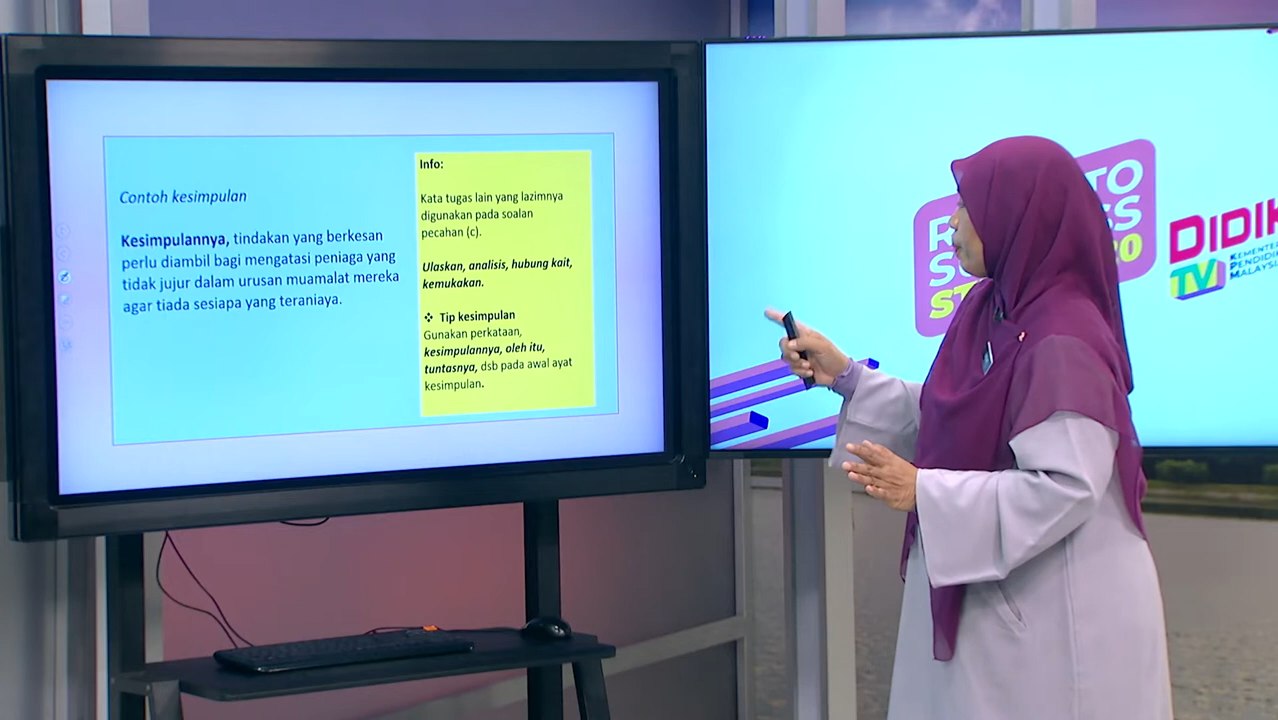 Contoh kesimpulan
Kesimpulannya, tindakan yang berkesan
perlu diambil bagi mengatasi peniaga yang
tidak jujur dalam urusan muamalat mereka
agar tiada sesiapa yang teraniaya.
Info:
Kata tugas lain yang lazimnya
digunakan pada soalan
pecahan (c).
Ulaskan, analisis, hubung kait,
kemukakan.
❖ Tip kesimpulan
Gunakan perkataan,
kesimpulannya, oleh itu,
tuntasnya, dsb pada awal ayat
kesimpulan.
DIDIK
TV